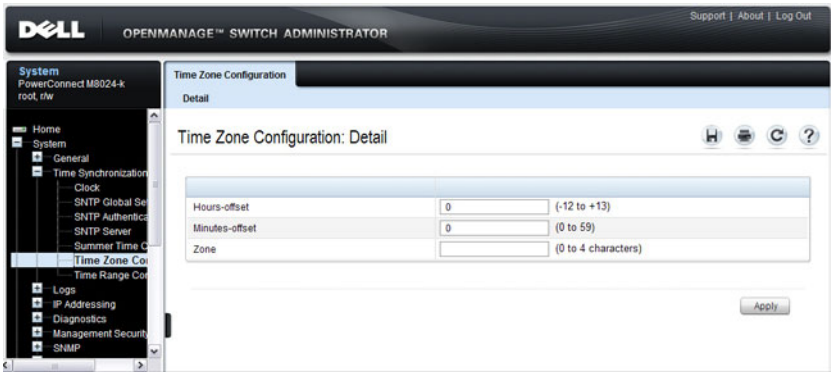 Support | About | Log Out
DELL
OPENMANAGE™ SWITCH ADMINISTRATOR
System
PowerConnect M8024-k
root, r/w
Home
System
General
Time Synchronization
Clock
SNTP Global Se
SNTP Authentica
SNTP Server
Summer Time C
Time Zone Co
Time Range Co
Logs
IP Addressing
Diagnostics
Management Security
SNMP
Time Zone Configuration
Detail
Time Zone Configuration: Detail
Hours-offset 0 (-12 to +13)
Minutes-offset 0 (0 to 59)
Zone (0 to 4 characters)
Apply